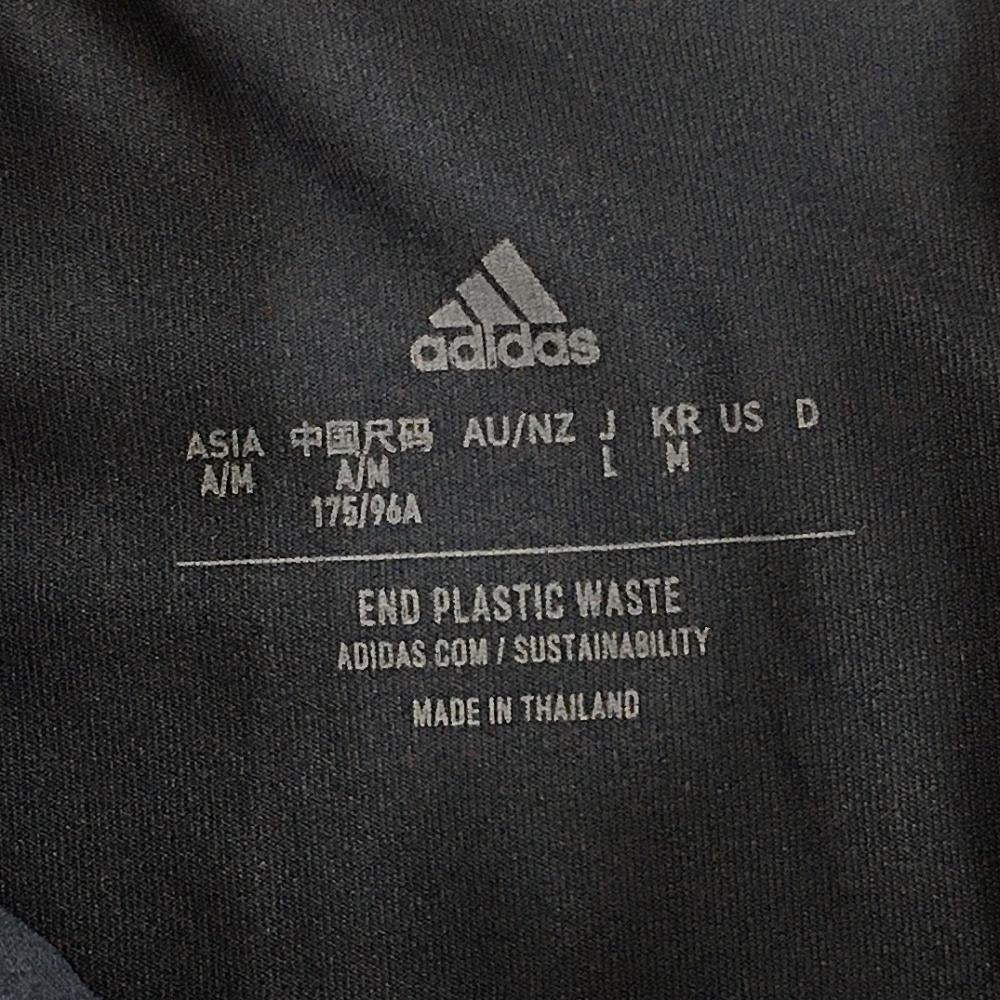 adidas
ASIA 中国尺码 AU/NZ J KR US D
A/M A/M L M
175/96A
END PLASTIC WASTE
ADIDAS.COM / SUSTAINABILITY
MADE IN THAILAND